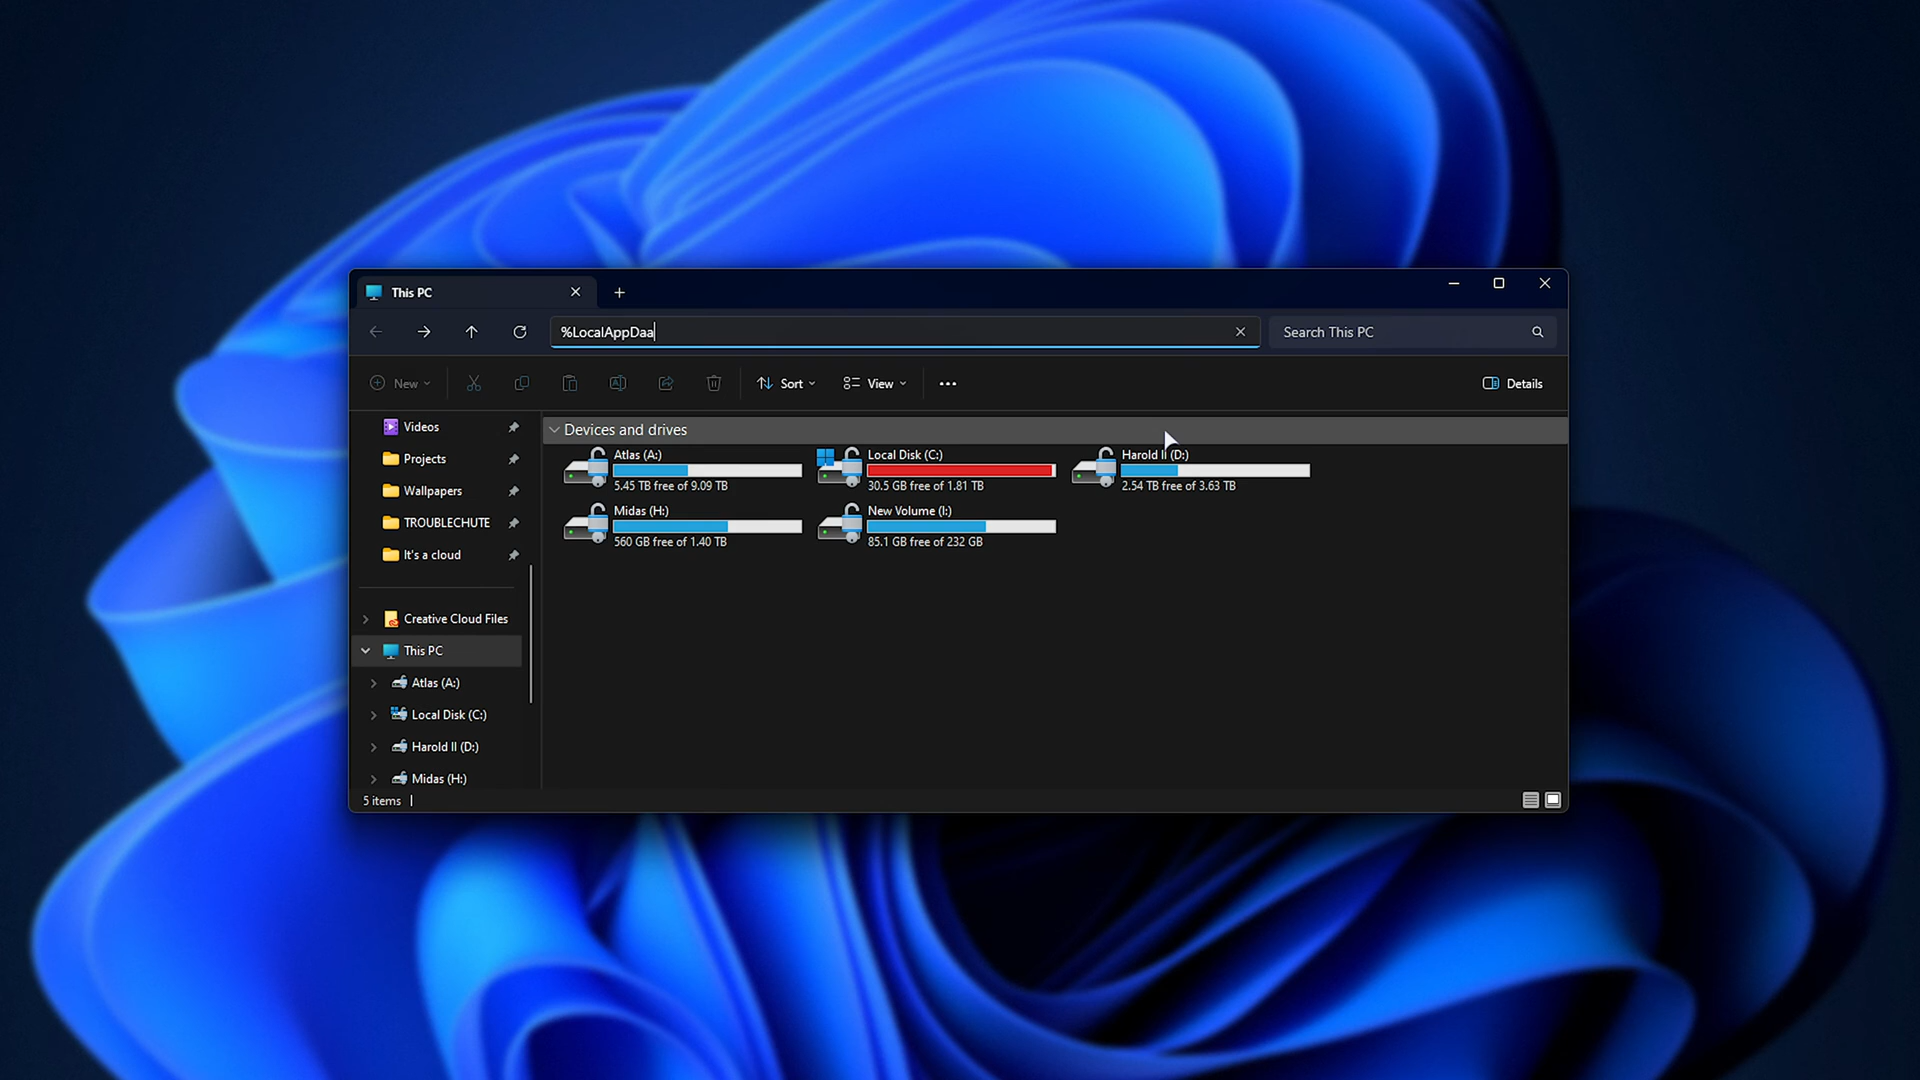 This PC
%LocalAppDaa
Search This PC
New
Sort
View
Details
Videos
Projects
Wallpapers
TROUBLECHUTE
It's a cloud
Creative Cloud Files
This PC
Atlas (A:)
Local Disk (C:)
Harold II (D:)
Midas (H:)
Devices and drives
Atlas (A:)
5.45 TB free of 9.09 TB
Local Disk (C:)
30.5 GB free of 1.81 TB
Harold II (D:)
2.54 TB free of 3.63 TB
Midas (H:)
560 GB free of 1.40 TB
New Volume (I:)
85.1 GB free of 232 GB
5 items